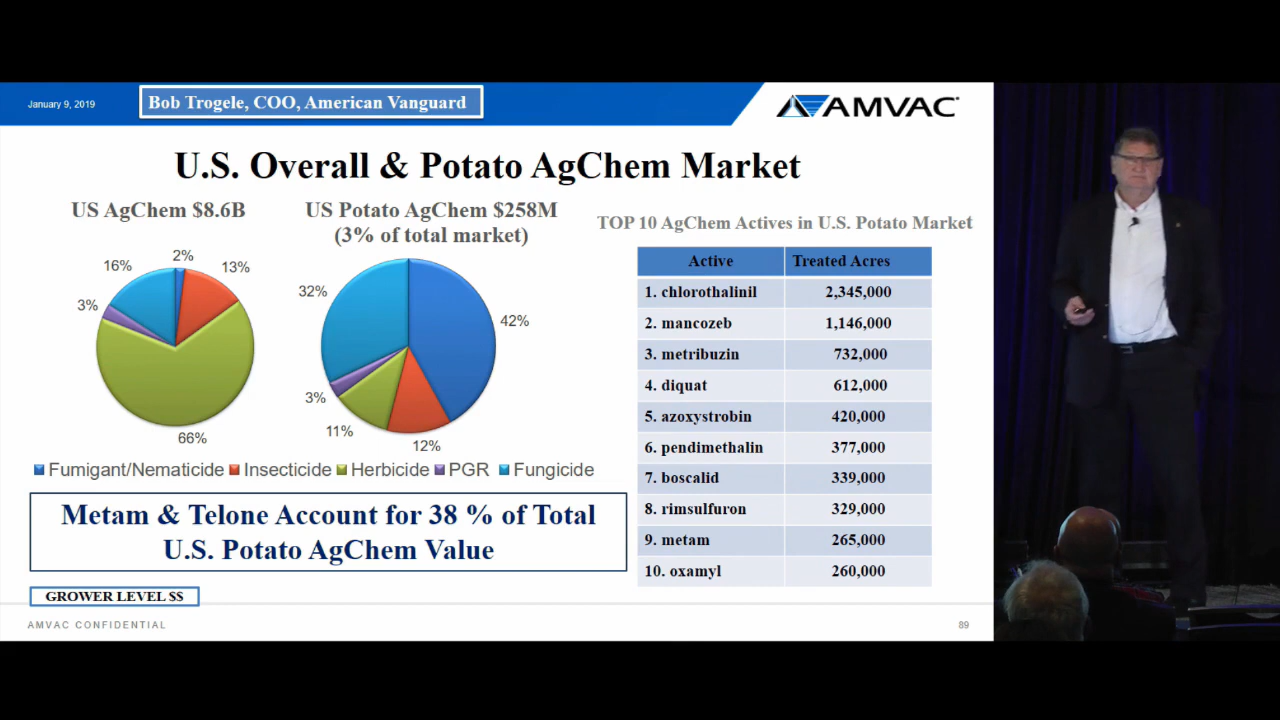 January 9, 2019
Bob Trogele, COO, American Vanguard
AMVAC
U.S. Overall & Potato AgChem Market
US AgChem $8.6B
2%
13%
66%
3%
16%
US Potato AgChem $258M
(3% of total market)
42%
12%
11%
3%
32%
Fumigant/Nematicide Insecticide Herbicide PGR Fungicide
Metam & Telone Account for 38 % of Total
U.S. Potato AgChem Value
GROWER LEVEL $$
TOP 10 AgChem Actives in U.S. Potato Market
Active Treated Acres
1. chlorothalinil 2,345,000
2. mancozeb 1,146,000
3. metribuzin 732,000
4. diquat 612,000
5. azoxystrobin 420,000
6. pendimethalin 377,000
7. boscalid 339,000
8. rimsulfuron 329,000
9. metam 265,000
10. oxamyl 260,000
AMVAC CONFIDENTIAL
89